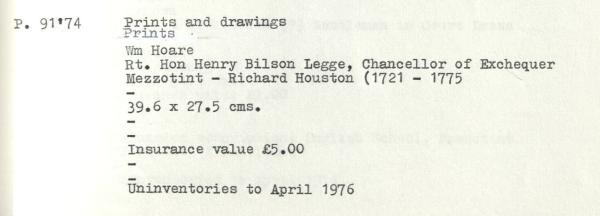 P. 91'74 Prints and drawings
Prints
Wm Hoare
Rt. Hon Henry Bilson Legge, Chancellor of Exchequer
Mezzotint - Richard Houston (1721 - 1775
-
39.6 x 27.5 cms.
-
-
Insurance value £5.00
-
-
Uninventories to April 1976